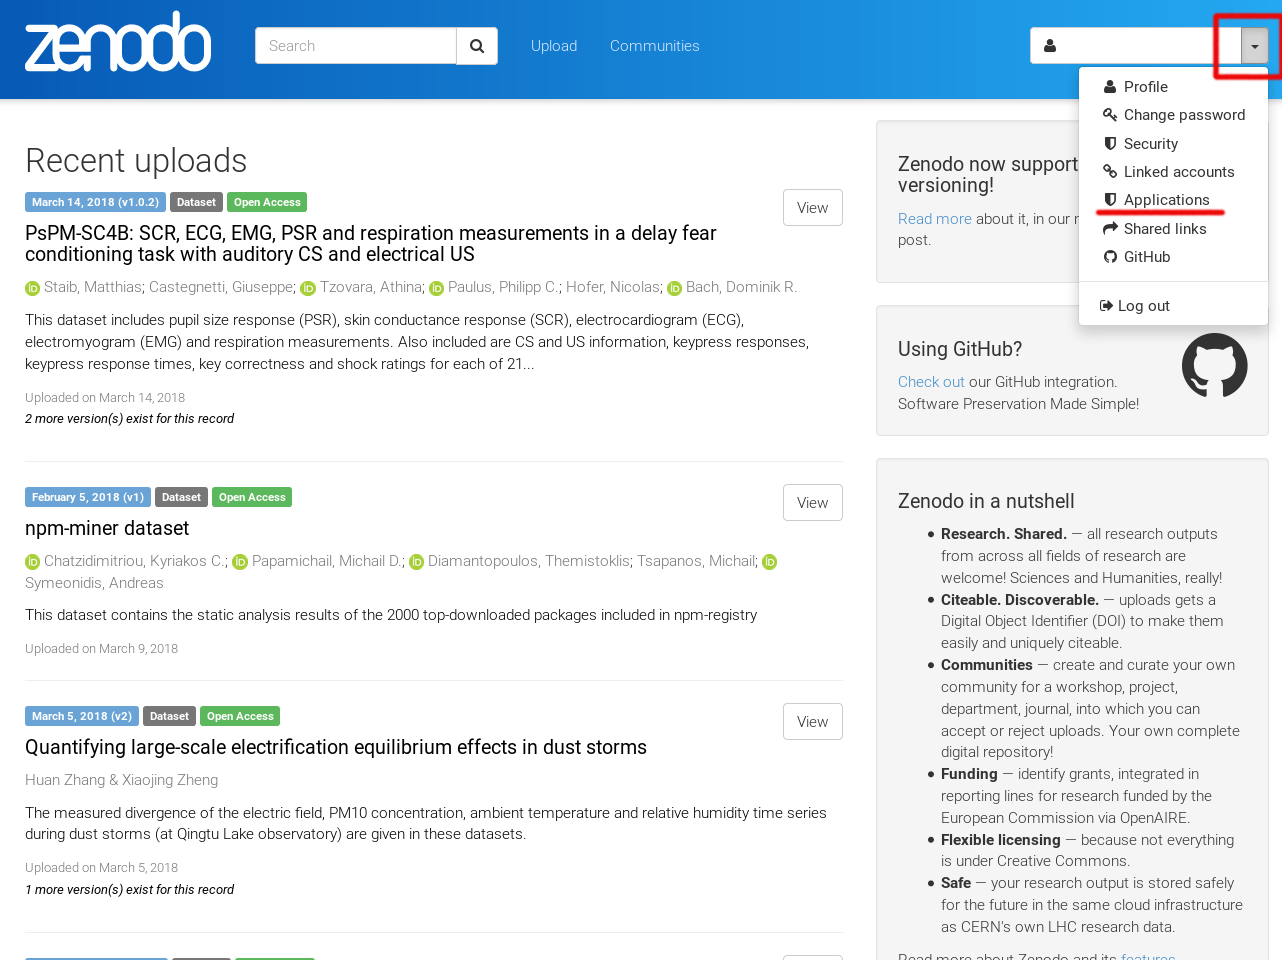 zenodo
Search
Upload
Communities
Profile
Change password
Security
Linked accounts
Applications
Shared links
GitHub
Log out
Recent uploads
March 14, 2018 (v1.0.2) Dataset Open Access
View
PsPM-SC4B: SCR, ECG, EMG, PSR and respiration measurements in a delay fear
conditioning task with auditory CS and electrical US
Staib, Matthias; Castegnetti, Giuseppe; Tzovara, Athina; Paulus, Philipp C.; Hofer, Nicolas; Bach, Dominik R.
This dataset includes pupil size response (PSR), skin conductance response (SCR), electrocardiogram (ECG),
electromyogram (EMG) and respiration measurements. Also included are CS and US information, keypress responses,
keypress response times, key correctness and shock ratings for each of 21...
Uploaded on March 14, 2018
2 more version(s) exist for this record
February 5, 2018 (v1) Dataset Open Access
View
npm-miner dataset
Chatzidimitriou, Kyriakos C.; Papamichail, Michail D.; Diamantopoulos, Themistoklis; Tsapanos, Michail;
Symeonidis, Andreas
This dataset contains the static analysis results of the 2000 top-downloaded packages included in npm-registry
Uploaded on March 9, 2018
March 5, 2018 (v2) Dataset Open Access
View
Quantifying large-scale electrification equilibrium effects in dust storms
Huan Zhang & Xiaojing Zheng
The measured divergence of the electric field, PM10 concentration, ambient temperature and relative humidity time series
during dust storms (at Qingtu Lake observatory) are given in these datasets.
Uploaded on March 5, 2018
1 more version(s) exist for this record
Zenodo now support
versioning!
Read more about it, in our
post.
Using GitHub?
Check out our GitHub integration.
Software Preservation Made Simple!
Zenodo in a nutshell
Research. Shared. — all research outputs
from across all fields of research are
welcome! Sciences and Humanities, really!
Citeable. Discoverable. — uploads gets a
Digital Object Identifier (DOI) to make them
easily and uniquely citeable.
Communities — create and curate your own
community for a workshop, project,
department, journal, into which you can
accept or reject uploads. Your own complete
digital repository!
Funding — identify grants, integrated in
reporting lines for research funded by the
European Commission via OpenAIRE.
Flexible licensing — because not everything
is under Creative Commons.
Safe — your research output is stored safely
for the future in the same cloud infrastructure
as CERN's own LHC research data.
Read more about Zenodo and its features.